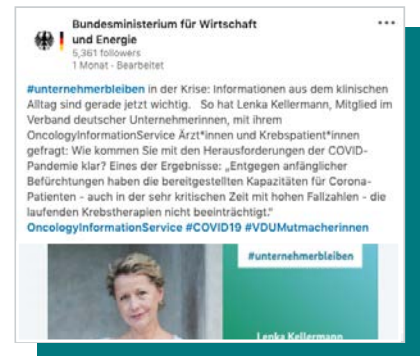 Bundesministerium für Wirtschaft
und Energie
5,361 followers
1 Monat - Bearbeitet
#unternehmerbleiben in der Krise: Informationen aus dem klinischen
Alltag sind gerade jetzt wichtig. So hat Lenka Kellermann, Mitglied im
Verband deutscher Unternehmerinnen, mit ihrem
OncologyInformationService Ärzt*innen und Krebspatient*innen
gefragt: Wie kommen Sie mit den Herausforderungen der COVID-
Pandemie klar? Eines der Ergebnisse: „Entgegen anfänglicher
Befürchtungen haben die bereitgestellten Kapazitäten für Corona-
Patienten - auch in der sehr kritischen Zeit mit hohen Fallzahlen - die
laufenden Krebstherapien nicht beeinträchtigt."
OncologyInformationService #COVID19 #VDUMutmacherinnen
#unternehmerbleiben
Lenka Kellermann